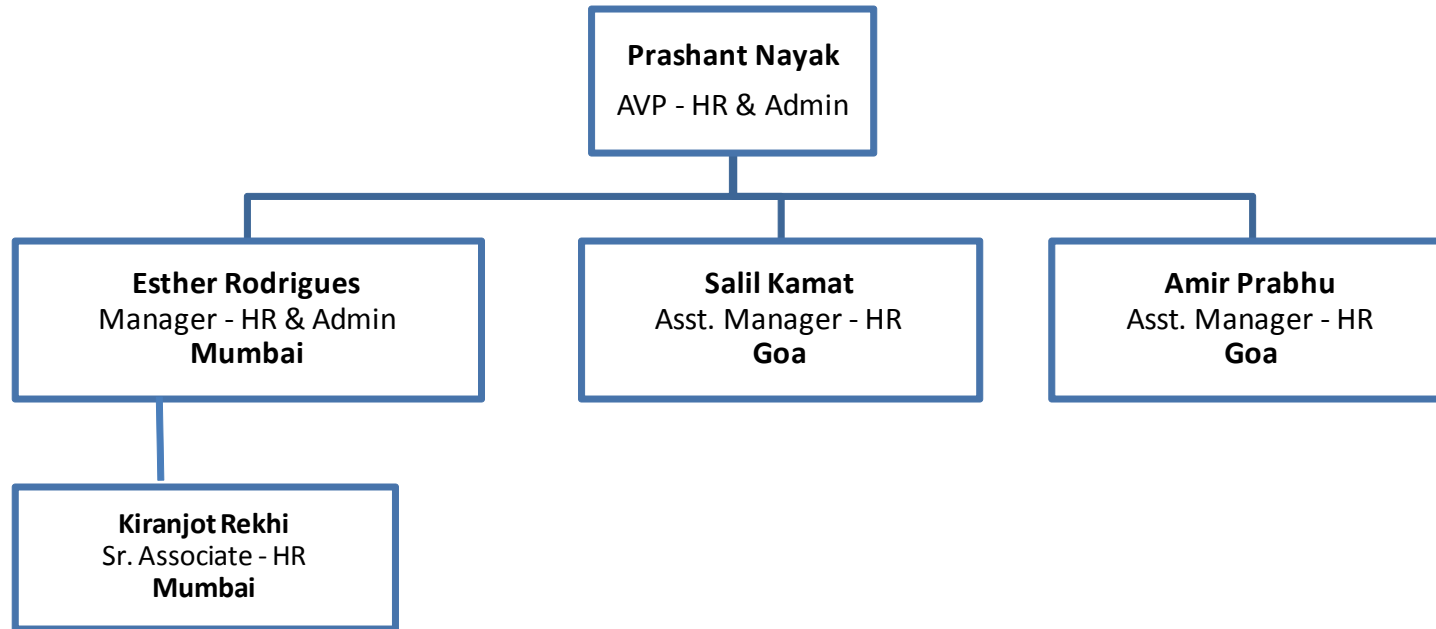 Prashant Nayak
AVP - HR & Admin
Esther Rodrigues
Manager - HR & Admin
Mumbai
Salil Kamat
Asst. Manager - HR
Goa
Amir Prabhu
Asst. Manager - HR
Goa
Kiranjot Rekhi
Sr. Associate - HR
Mumbai